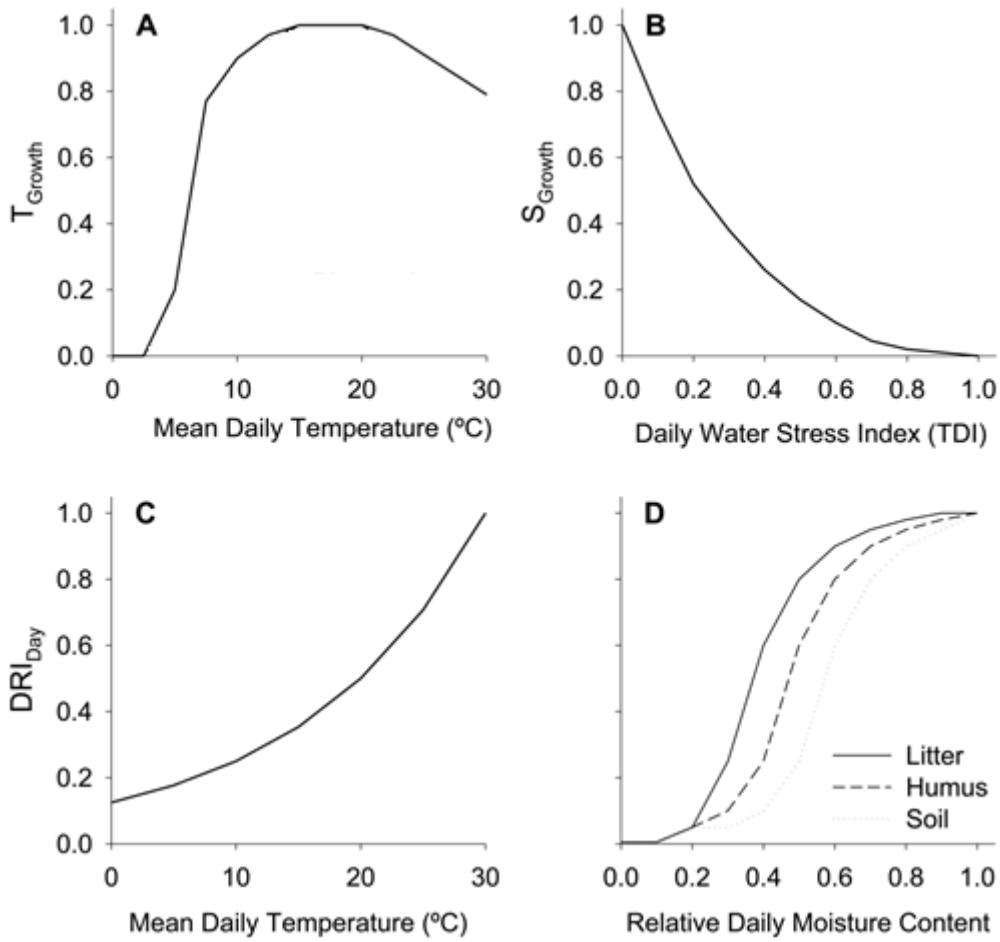 A
B
1.0
0.8
0.6
0.4
0.2
0.0
T_Growth
0 10 20 30
Mean Daily Temperature (ºC)
1.0
0.8
0.6
0.4
0.2
0.0
S_Growth
0.0 0.2 0.4 0.6 0.8 1.0
Daily Water Stress Index (TDI)
C
D
1.0
0.8
0.6
0.4
0.2
0.0
DRI_Day
0 10 20 30
Mean Daily Temperature (ºC)
Litter
Humus
Soil
0.0 0.2 0.4 0.6 0.8 1.0
Relative Daily Moisture Content